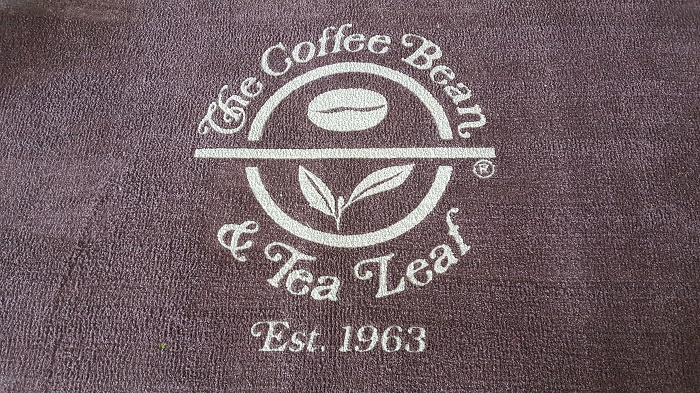 The Coffee Bean
®
& Tea Leaf
Est. 1963